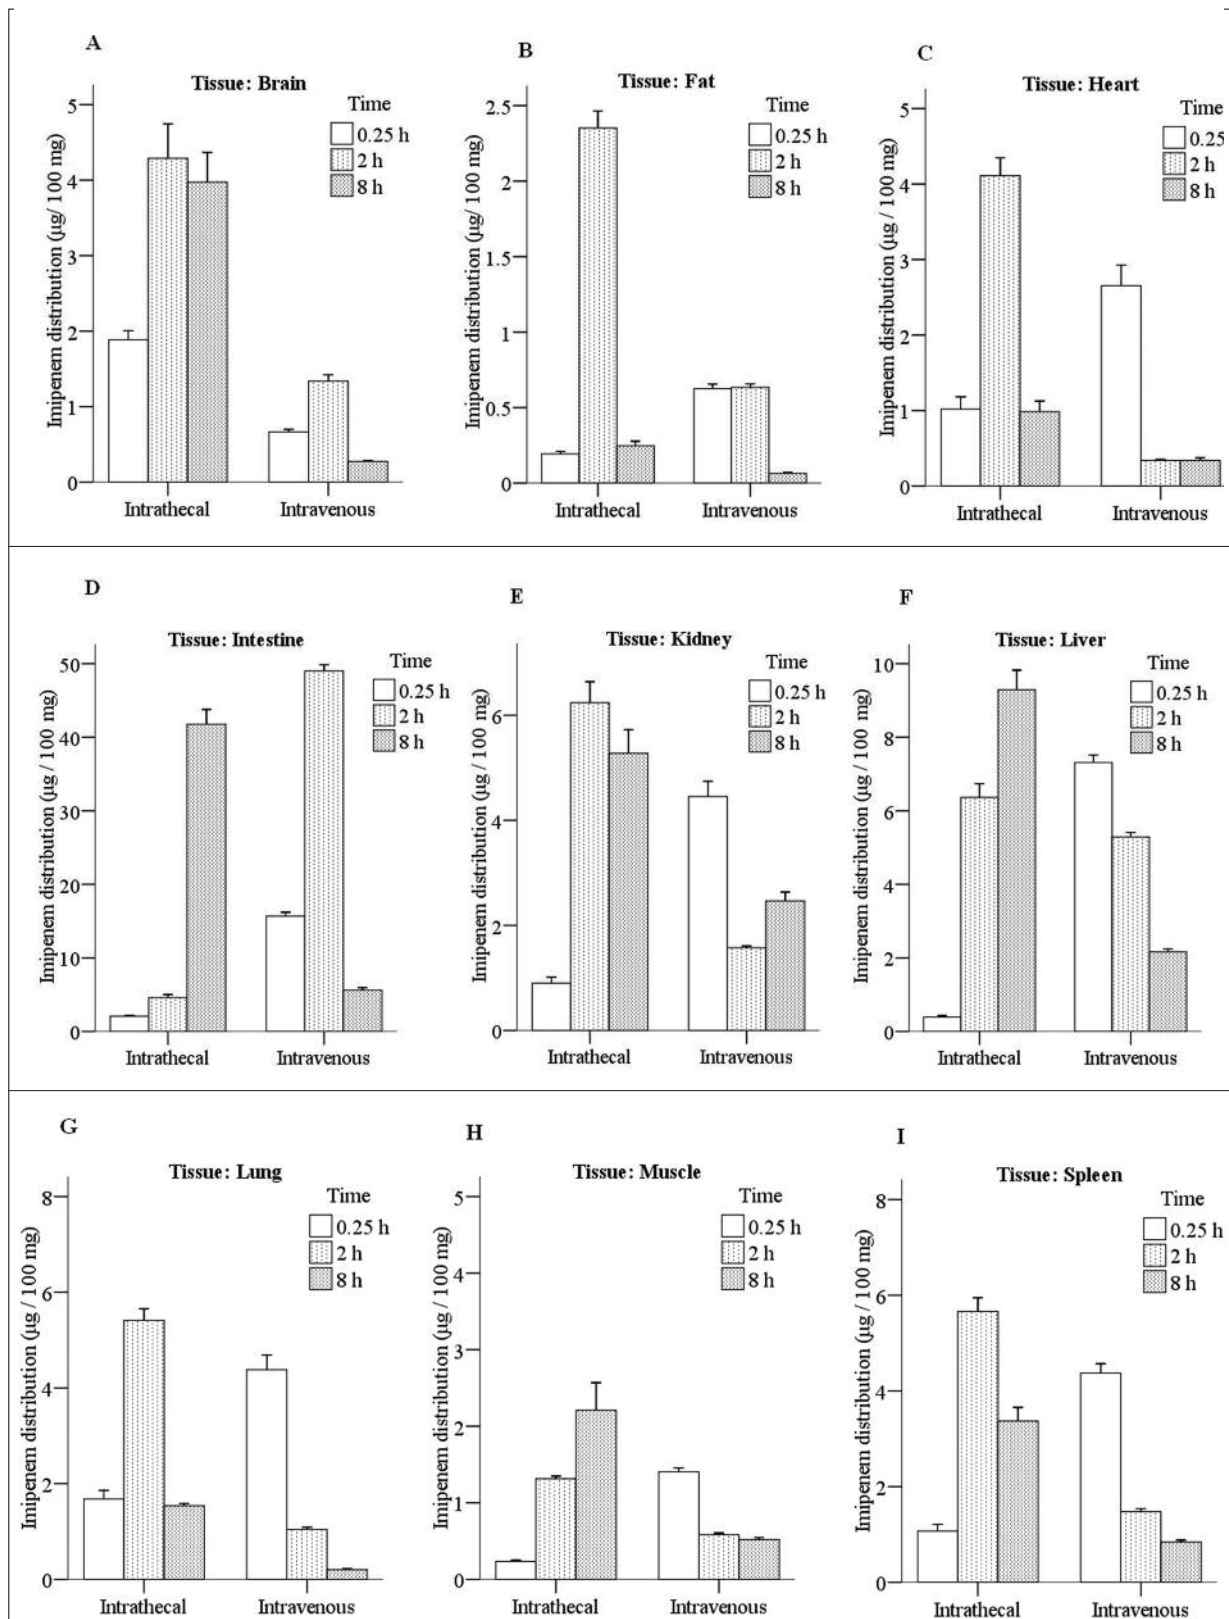 A
Tissue: Brain
Imipenem distribution (µg/ 100 mg)
5
4
3
2
1
0
Time
0.25 h
2 h
8 h
Intrathecal
Intravenous
B
Tissue: Fat
Imipenem distribution (µg/ 100 mg)
2.5
2
1.5
1
0.5
0
Time
0.25 h
2 h
8 h
Intrathecal
Intravenous
C
Tissue: Heart
Imipenem distribution (µg / 100 mg)
5
4
3
2
1
0
Time
0.25
2 h
8 h
Intrathecal
Intravenous
D
Tissue: Intestine
Imipenem distribution (µg / 100 mg)
50
40
30
20
10
0
Time
0.25 h
2 h
8 h
Intrathecal
Intravenous
E
Tissue: Kidney
Imipenem distribution (µg / 100 mg)
6
4
2
0
Time
0.25 h
2 h
8 h
Intrathecal
Intravenous
F
Tissue: Liver
Imipenem distribution (µg / 100 mg)
10
8
6
4
2
0
Time
0.25 h
2 h
8 h
Intrathecal
Intravenous
G
Tissue: Lung
Imipenem distribution (µg / 100 mg)
8
6
4
2
0
Time
0.25 h
2 h
8 h
Intrathecal
Intravenous
H
Tissue: Muscle
Imipenem distribution (µg / 100 mg)
5
4
3
2
1
0
Time
0.25 h
2 h
8 h
Intrathecal
Intravenous
I
Tissue: Spleen
Imipenem distribution (µg / 100 mg)
8
6
4
2
0
Time
0.25 h
2 h
8 h
Intrathecal
Intravenous